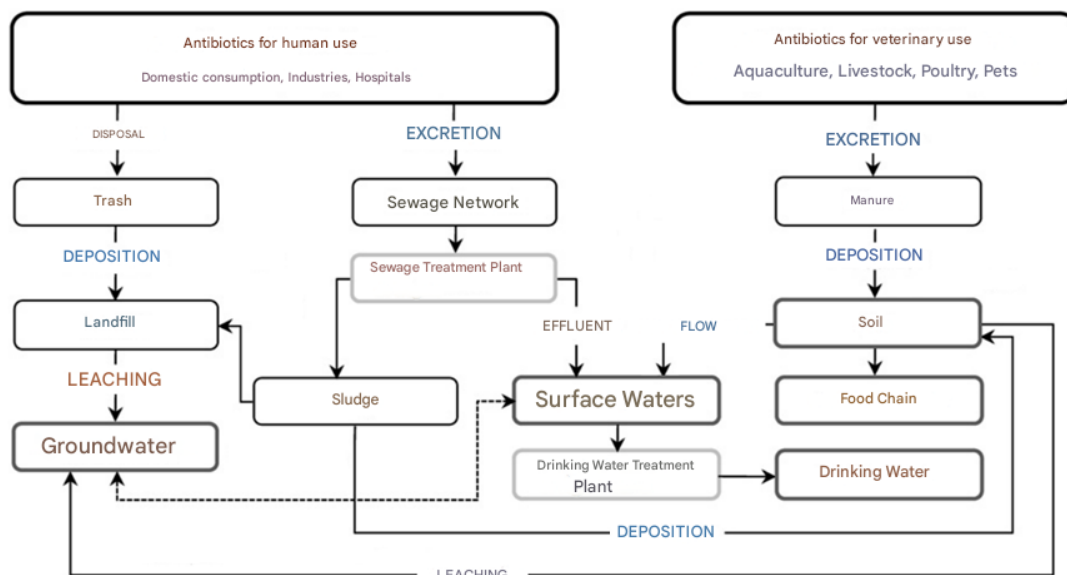 Antibiotics for human use
Domestic consumption, Industries, Hospitals
Antibiotics for veterinary use
Aquaculture, Livestock, Poultry, Pets
DISPOSAL
EXCRETION
EXCRETION
Trash
Sewage Network
Manure
DEPOSITION
Sewage Treatment Plant
DEPOSITION
Landfill
EFFLUENT
FLOW
Soil
LEACHING
Sludge
Surface Waters
Food Chain
Groundwater
Drinking Water Treatment
Plant
Drinking Water
DEPOSITION
LEACHING